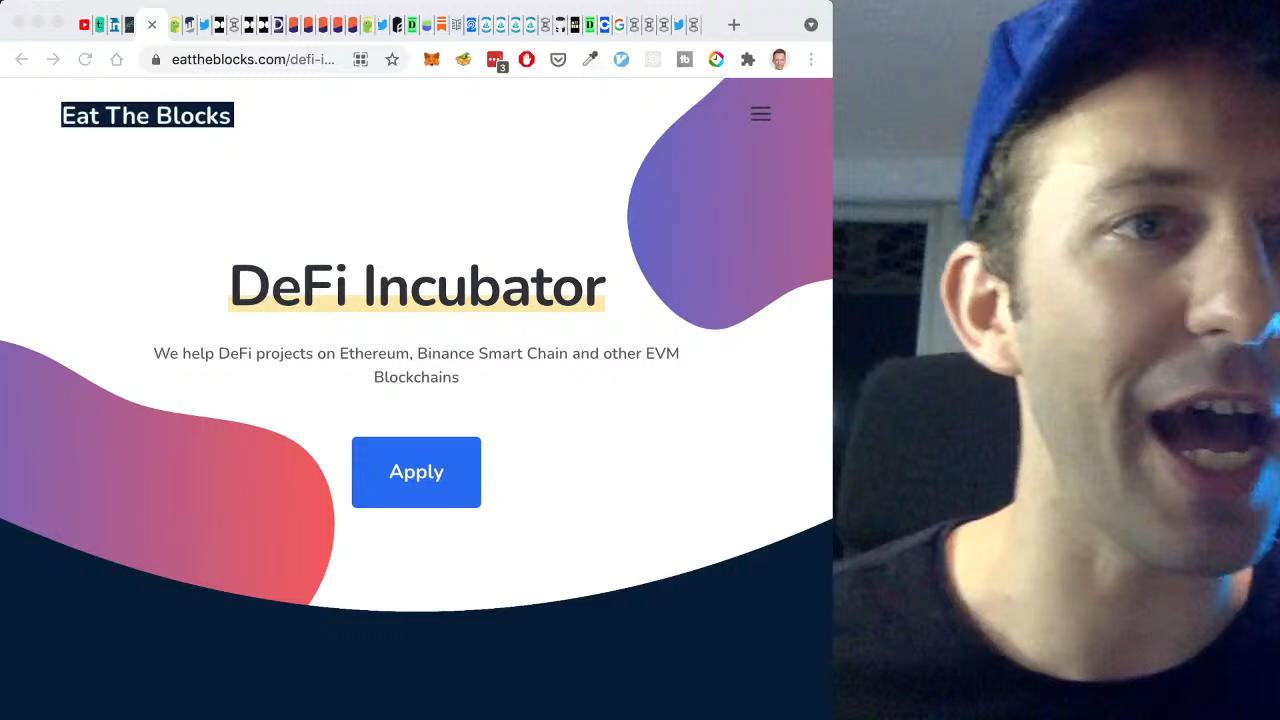 eattheblocks.com/defi-i...
3
Eat The Blocks
DeFi Incubator
We help DeFi projects on Ethereum, Binance Smart Chain and other EVM
Blockchains
Apply